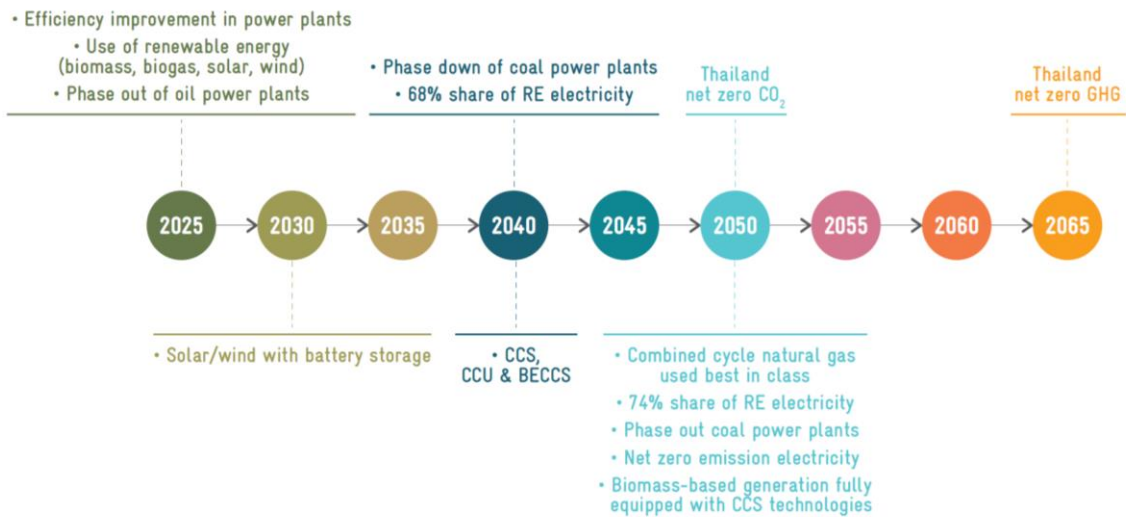 • Efficiency improvement in power plants
• Use of renewable energy
(biomass, biogas, solar, wind)
• Phase out of oil power plants
• Phase down of coal power plants
• 68% share of RE electricity
Thailand
net zero CO₂
Thailand
net zero GHG
2025
2030
2035
2040
2045
2050
2055
2060
2065
• Solar/wind with battery storage
• CCS,
CCU & BECCS
• Combined cycle natural gas
used best in class
• 74% share of RE electricity
• Phase out coal power plants
• Net zero emission electricity
• Biomass-based generation fully
equipped with CCS technologies